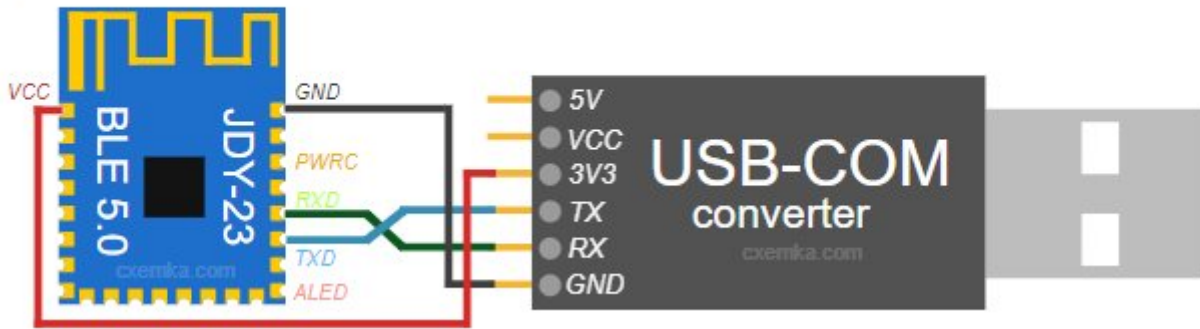 VCC
GND
PWRC
RXD
TXD
ALED
BLE 5.0
JDY-23
cxemka.com
5V
VCC
3V3
TX
RX
GND
USB-COM
converter
cxemka.com